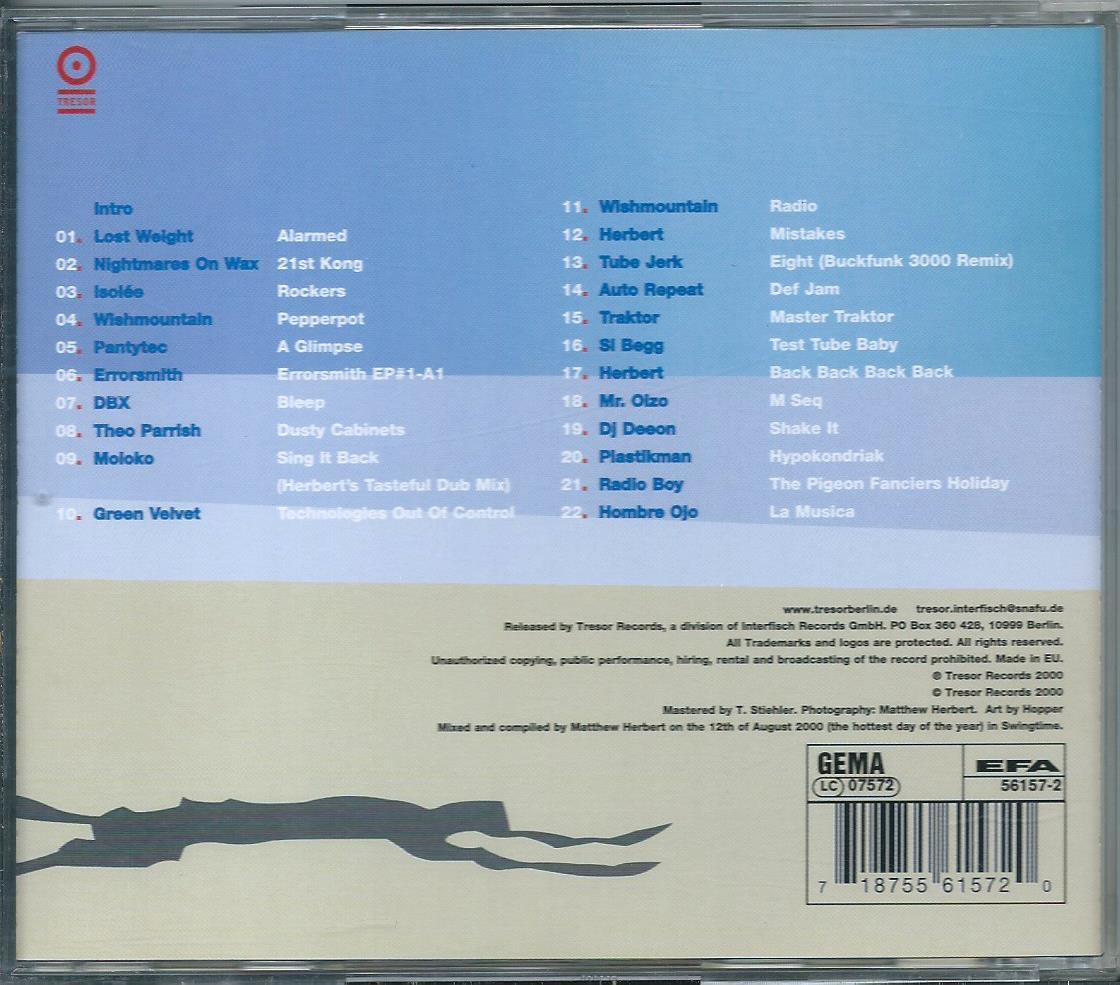 TRESOR
Intro
01. Lost Weight Alarmed
02. Nightmares On Wax 21st Kong
03. Isolée Rockers
04. Wishmountain Pepperpot
05. Pantytec A Glimpse
06. Errorsmith Errorsmith EP#1-A1
07. DBX Bleep
08. Theo Parrish Dusty Cabinets
09. Moloko Sing It Back
(Herbert's Tasteful Dub Mix)
10. Green Velvet Technologies Out Of Control
11. Wishmountain Radio
12. Herbert Mistakes
13. Tube Jerk Eight (Buckfunk 3000 Remix)
14. Auto Repeat Def Jam
15. Traktor Master Traktor
16. Si Begg Test Tube Baby
17. Herbert Back Back Back Back
18. Mr. Oizo M Seq
19. Dj Deeon Shake It
20. Plastikman Hypokondriak
21. Radio Boy The Pigeon Fanciers Holiday
22. Hombre Ojo La Musica
www.tresorberlin.de tresor.interfisch@snafu.de
Released by Tresor Records, a division of Interfisch Records GmbH. PO Box 360 428, 10999 Berlin.
All Trademarks and logos are protected. All rights reserved.
Unauthorized copying, public performance, hiring, rental and broadcasting of the record prohibited. Made in EU.
℗ Tresor Records 2000
© Tresor Records 2000
Mastered by T. Stiehler. Photography: Matthew Herbert. Art by Hopper
Mixed and compiled by Matthew Herbert on the 12th of August 2000 (the hottest day of the year) in Swingtime.
GEMA EFA
LC 07572 56157-2
7 18755 61572 0